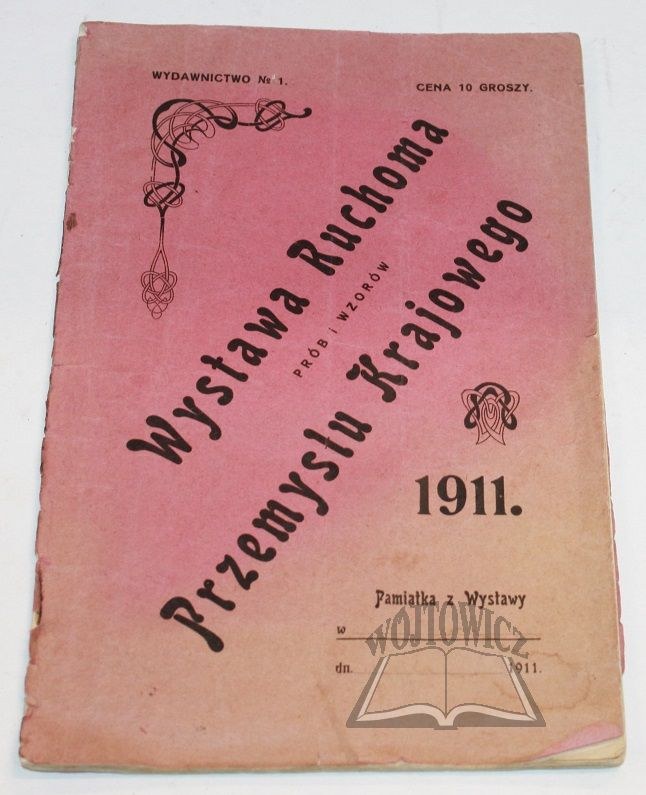 WYDAWNICTWO № 1.
CENA 10 GROSZY.
Wystawa Ruchoma
PRÓB i WZORÓW
Przemysłu Krajowego
1911.
Pamiątka z Wystawy
w
dn. 1911.
WÓJTOWICZ